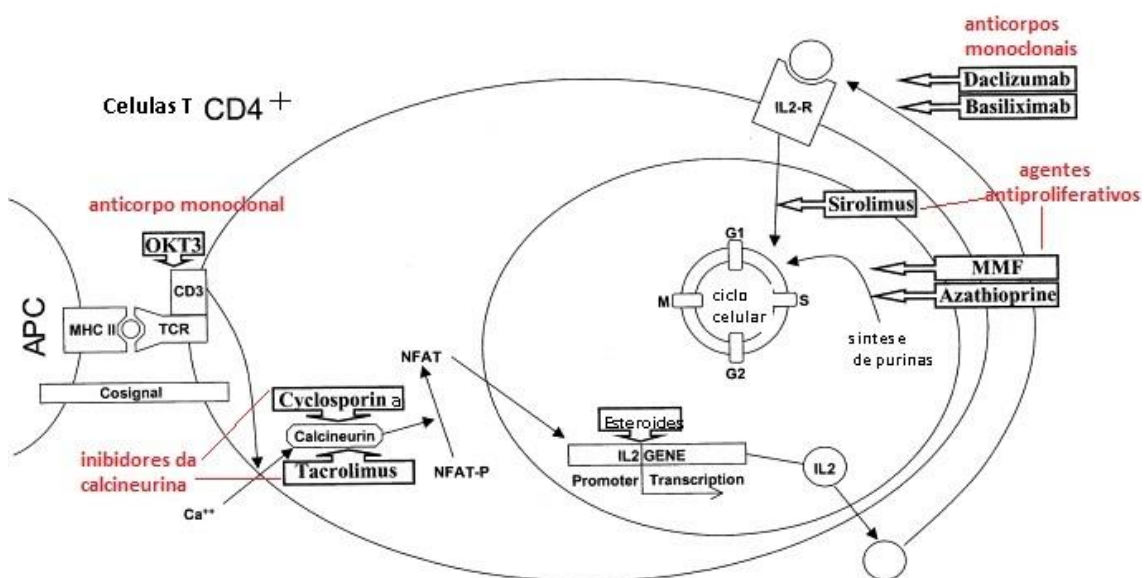 anticorpos
monoclonais
Daclizumab
Basiliximab
IL2-R
Celulas T CD4+
agentes
antiproliferativos
Sirolimus
anticorpo monoclonal
OKT3
CD3
MHC II
TCR
APC
Cosignal
G1
M
ciclo
celular
S
G2
MMF
Azathioprine
sintese
de purinas
NFAT
Cyclosporin a
Calcineurin
Tacrolimus
NFAT-P
inibidores da
calcineurina
Ca++
Esteroides
IL2 GENE
Promoter
Transcription
IL2